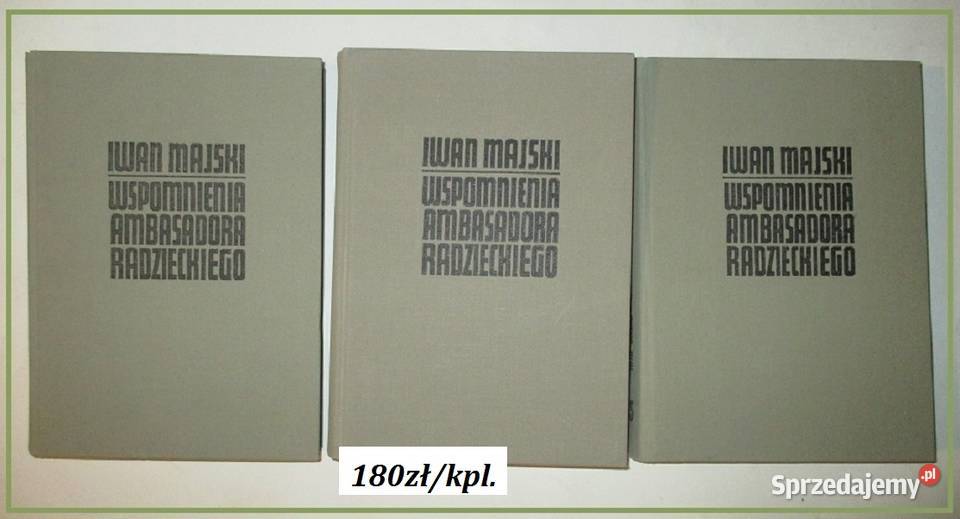 IWAN MAJSKI
WSPOMNIENIA
AMBASADORA
RADZIECKIEGO
IWAN MAJSKI
WSPOMNIENIA
AMBASADORA
RADZIECKIEGO
IWAN MAJSKI
WSPOMNIENIA
AMBASADORA
RADZIECKIEGO
180zł/kpl.
Sprzedajemy.pl